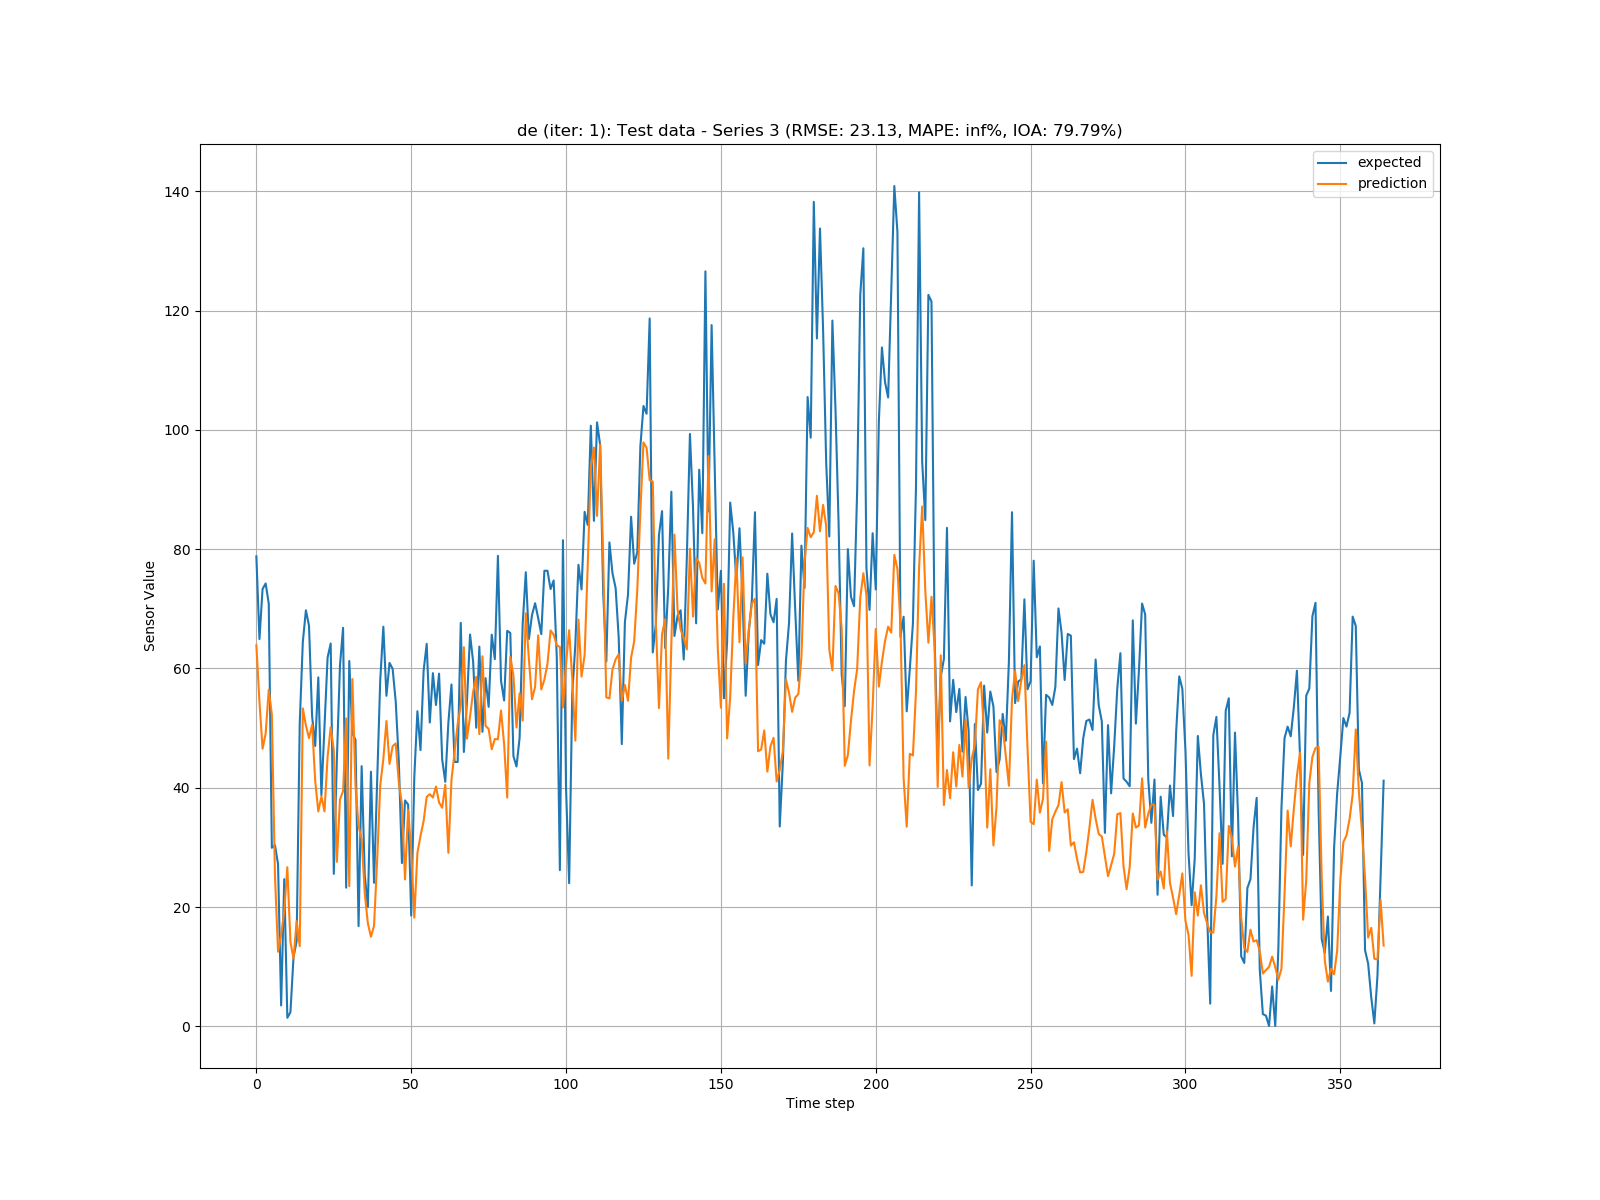 de (iter: 1): Test data - Series 3 (RMSE: 23.13, MAPE: inf%, IOA: 79.79%)
expected
prediction
140
120
100
80
60
40
20
0
Sensor Value
0 50 100 150 200 250 300 350
Time step